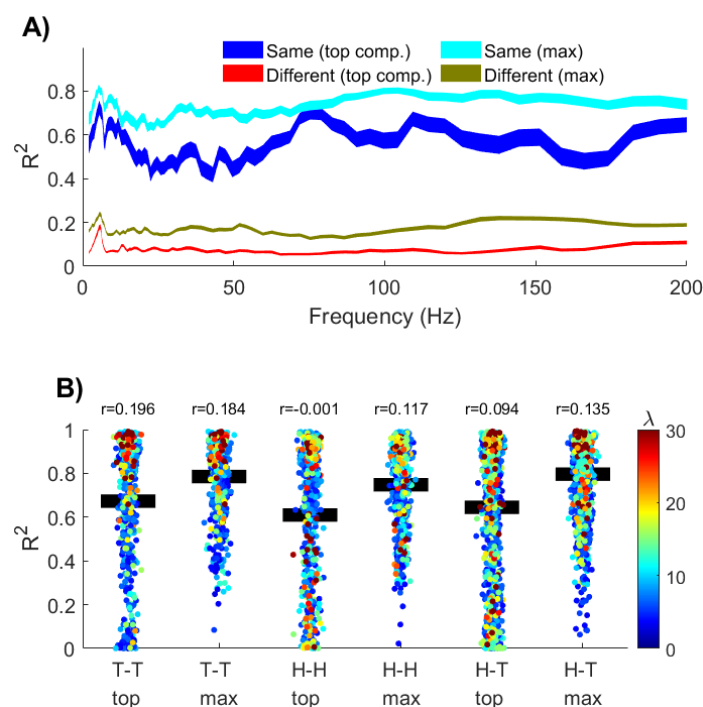 A)
Same (top comp.) Same (max)
Different (top comp.) Different (max)
0.8
0.6
0.4
0.2
0
R²
50 100 150 200
Frequency (Hz)
B)
r=0.196 r=0.184 r=-0.001 r=0.117 r=0.094 r=0.135 λ
1 30
0.8
20
0.6
R²
0.4
10
0.2
0 0
T-T T-T H-H H-H H-T H-T
top max top max top max